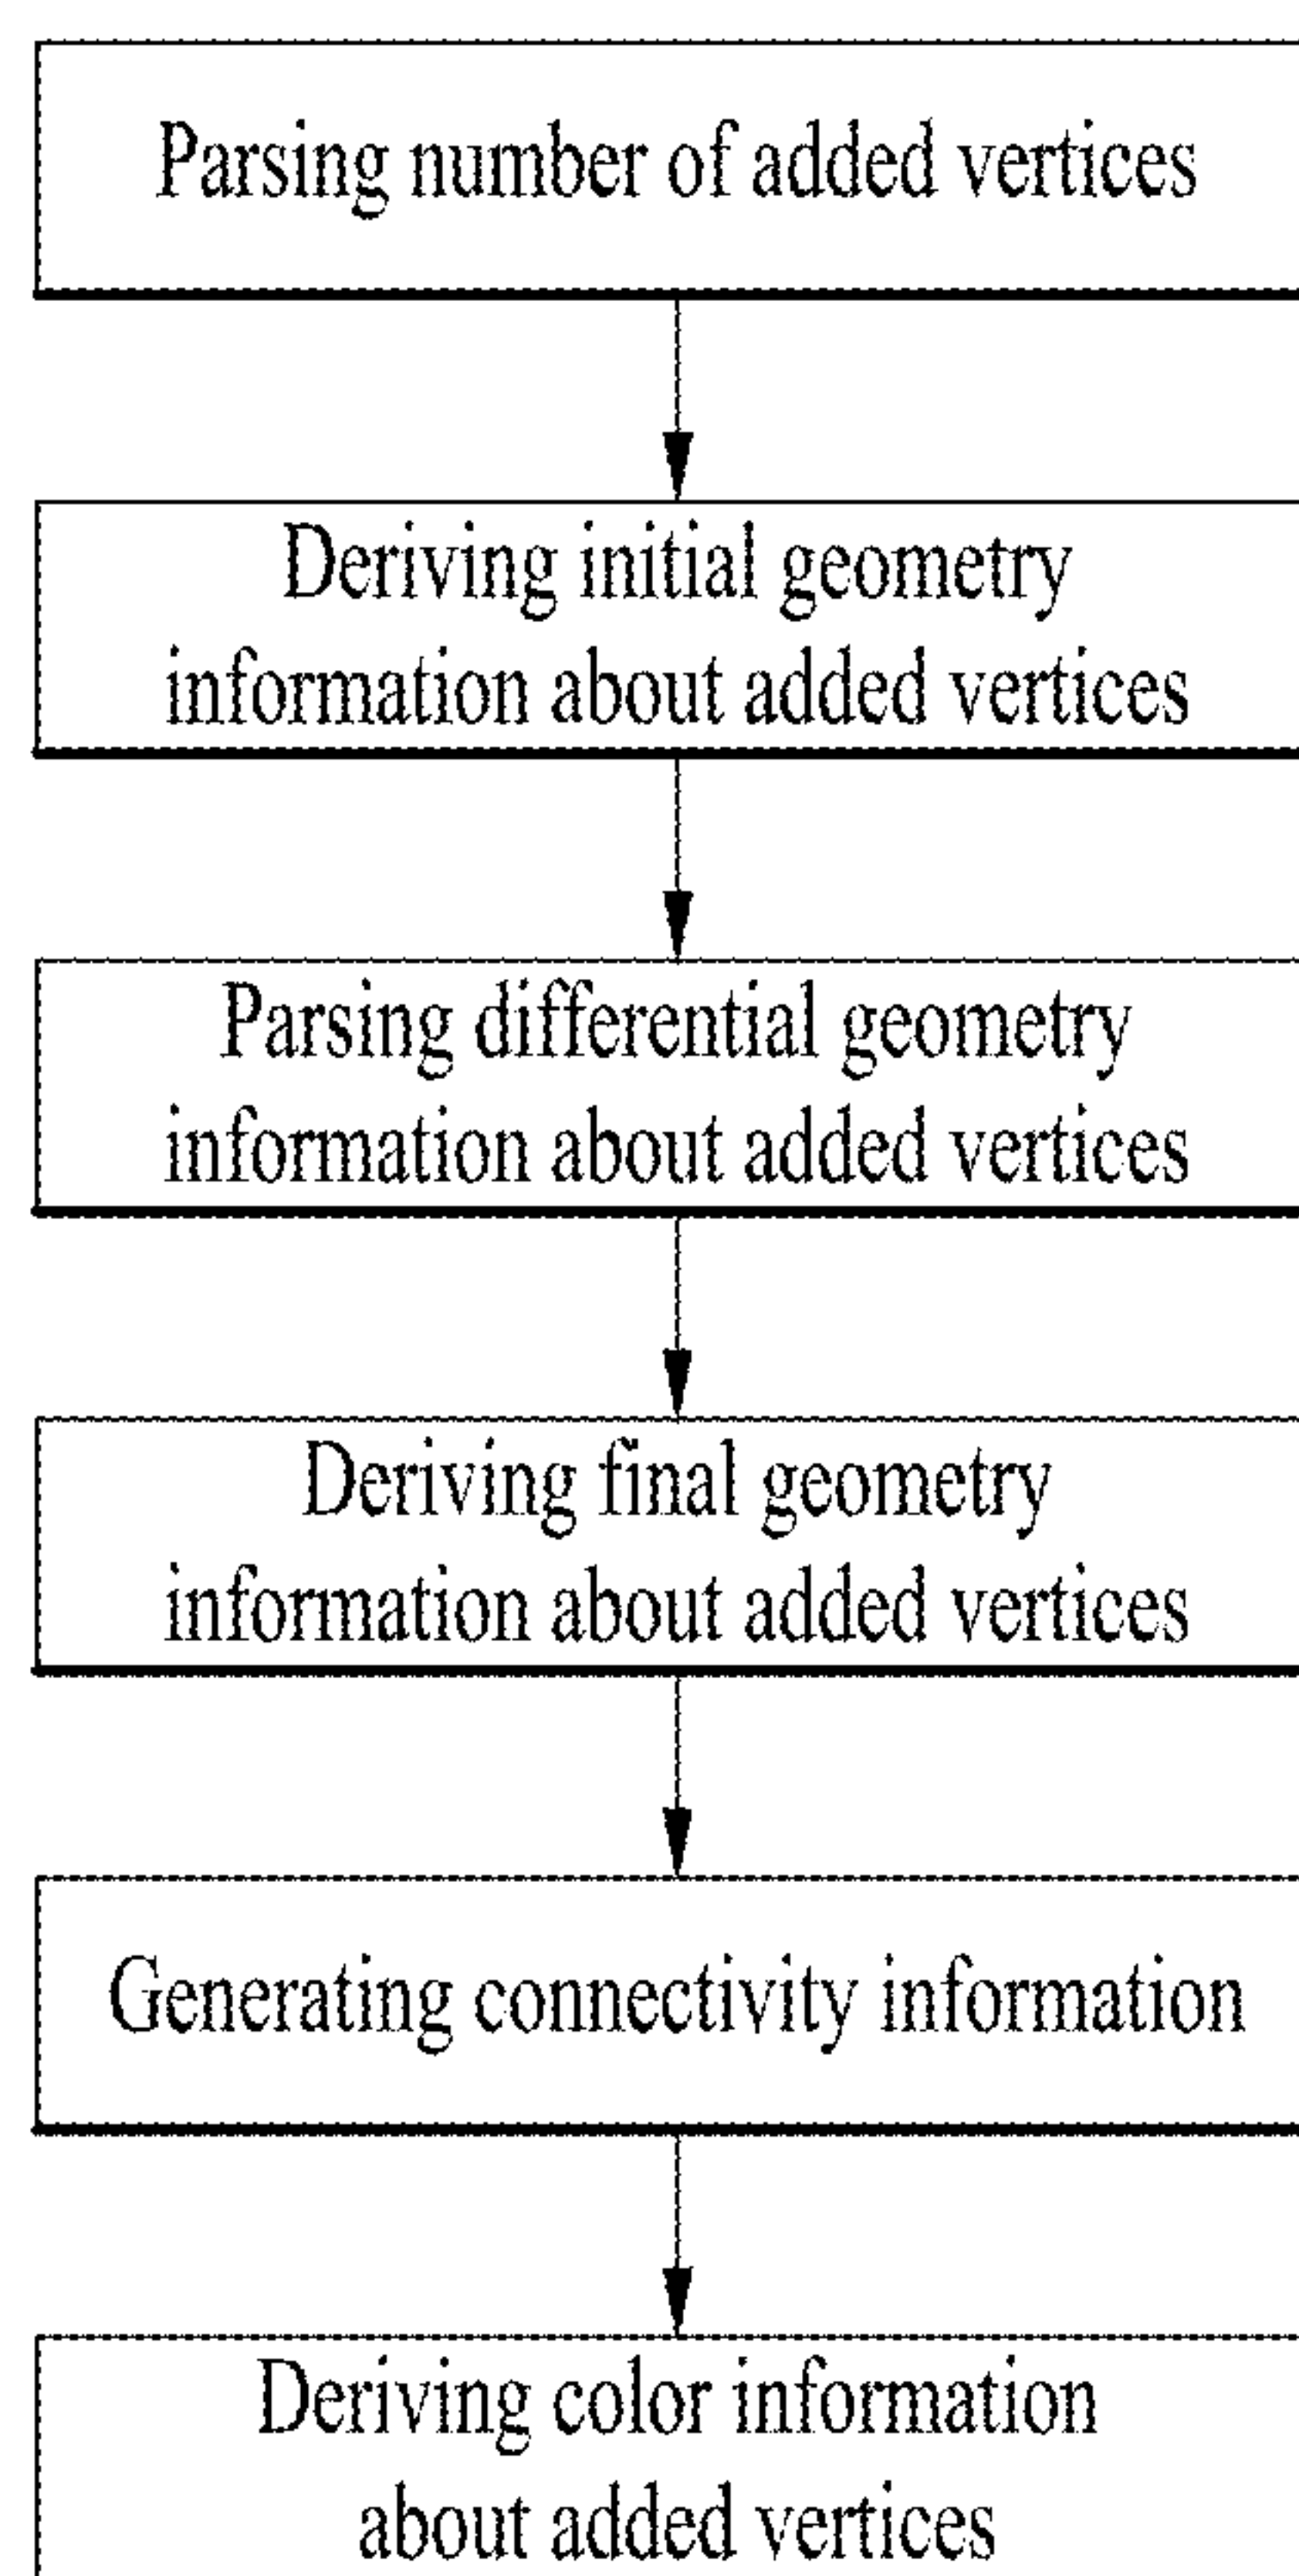 Parsing number of added vertices
Deriving initial geometry
information about added vertices
Parsing differential geometry
information about added vertices
Deriving final geometry
information about added vertices
Generating connectivity information
Deriving color information
about added vertices